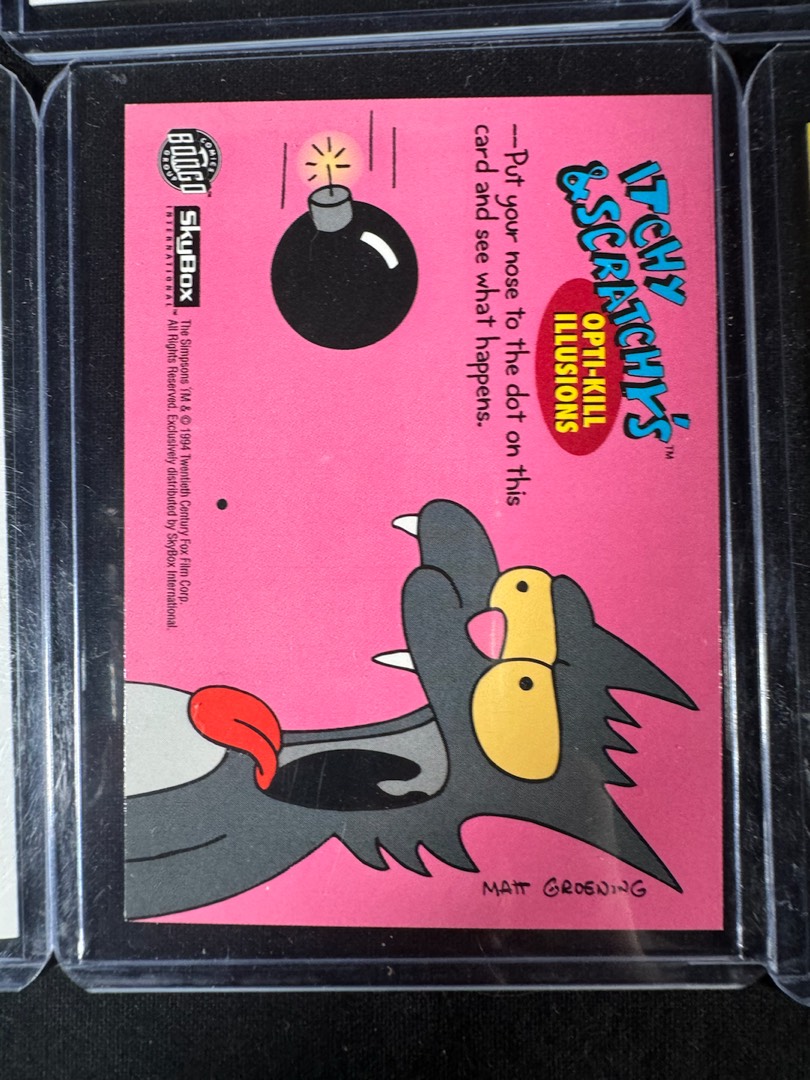 ITCHY
& SCRATCHY'S™
OPTI-KILL
ILLUSIONS
—Put your nose to the dot on this
card and see what happens.
BONGO™
COMICS
GROUP
SkyBox
INTERNATIONAL™
The Simpsons TM & © 1994 Twentieth Century Fox Film Corp.
All Rights Reserved. Exclusively distributed by SkyBox International.
MATT GROENING